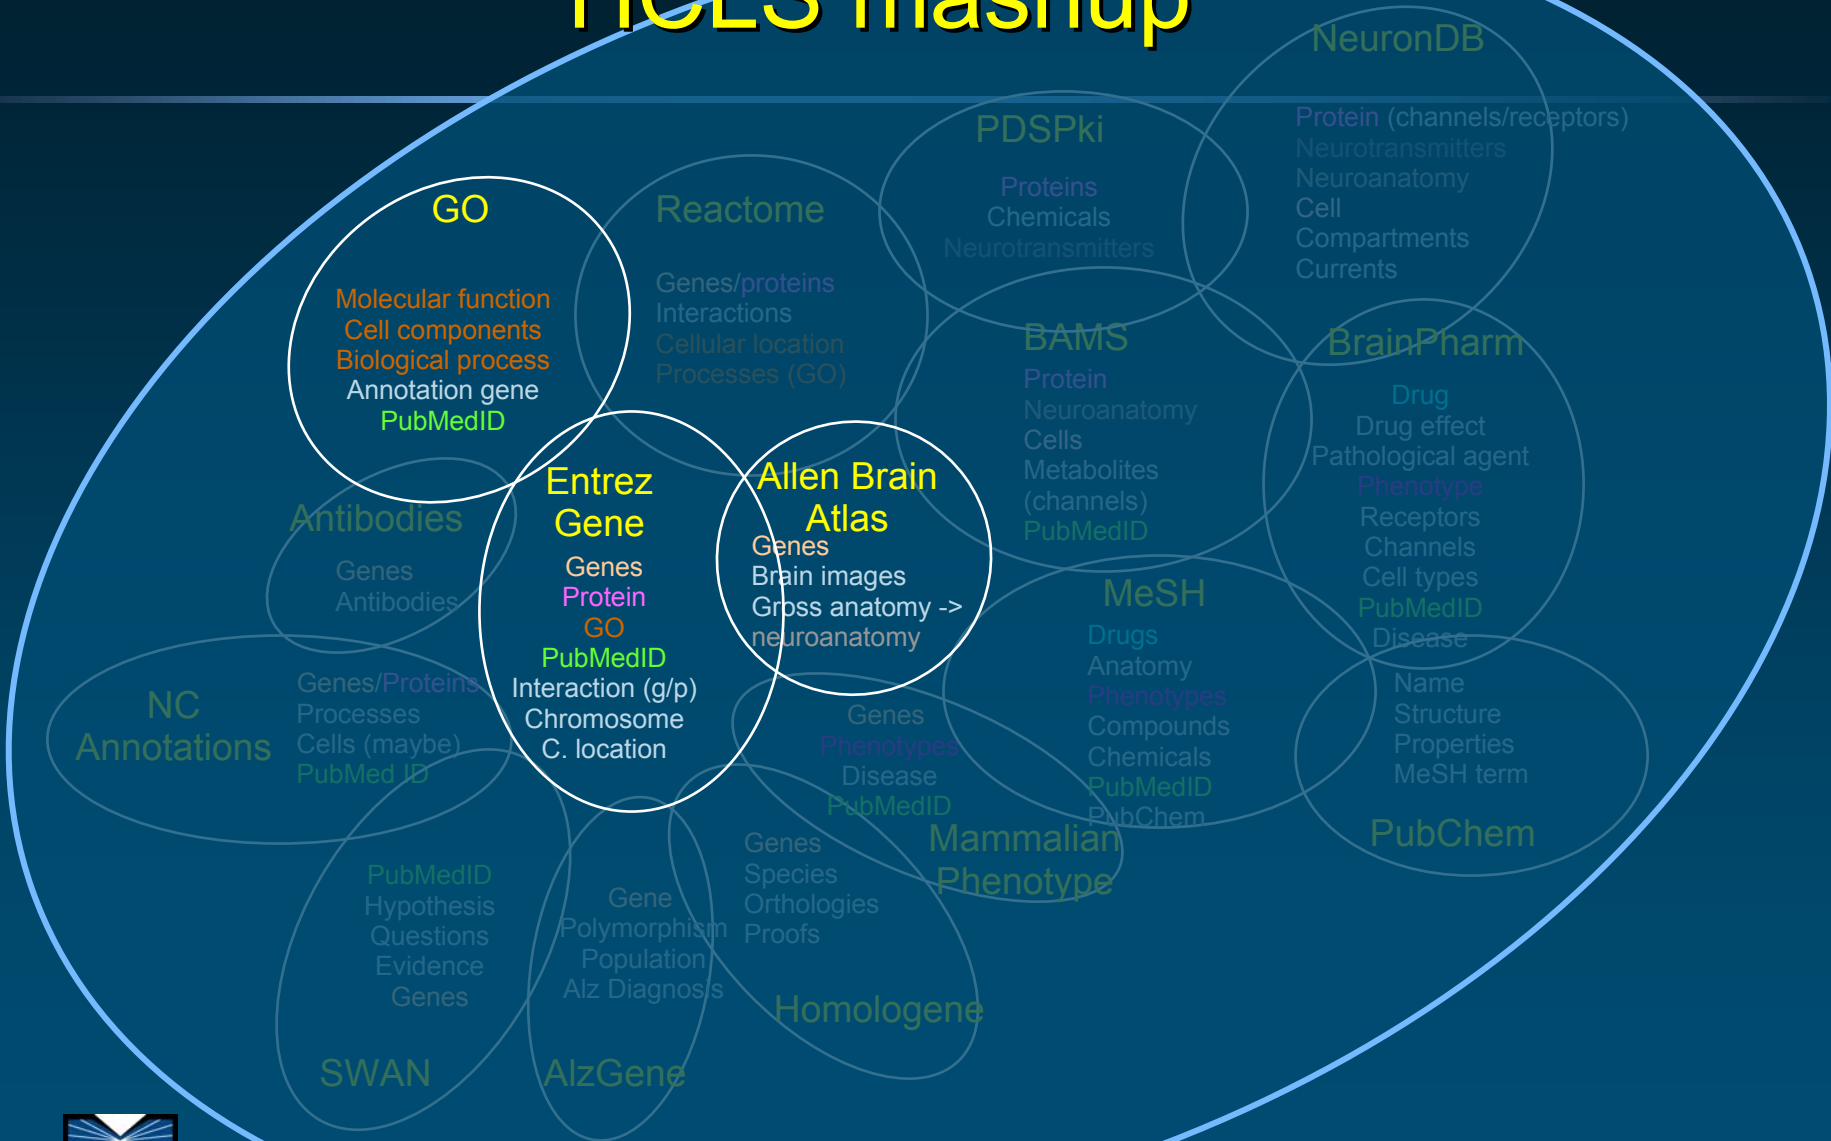 HCLS mashup
NeuronDB
Protein (channels/receptors)
Neurotransmitters
Neuroanatomy
Cell
Compartments
Currents
PDSPki
Proteins
Chemicals
Neurotransmitters
GO
Molecular function
Cell components
Biological process
Annotation gene
PubMedID
Reactome
Genes/proteins
Interactions
Cellular location
Processes (GO)
BAMS
Protein
Neuroanatomy
Cells
Metabolites
(channels)
PubMedID
BrainPharm
Drug
Drug effect
Pathological agent
Phenotype
Receptors
Channels
Cell types
PubMedID
Disease
Antibodies
Genes
Antibodies
Entrez
Gene
Genes
Protein
GO
PubMedID
Interaction (g/p)
Chromosome
C. location
Allen Brain
Atlas
Genes
Brain images
Gross anatomy ->
neuroanatomy
MeSH
Drugs
Anatomy
Phenotypes
Compounds
Chemicals
PubMedID
PubChem
NC
Annotations
Genes/Proteins
Processes
Cells (maybe)
PubMed ID
Genes
Phenotypes
Disease
PubMedID
Mammalian
Phenotype
Name
Structure
Properties
MeSH term
PubChem
PubMedID
Hypothesis
Questions
Evidence
Genes
SWAN
Gene
Polymorphism
Population
Alz Diagnosis
AlzGene
Genes
Species
Orthologies
Proofs
Homologene